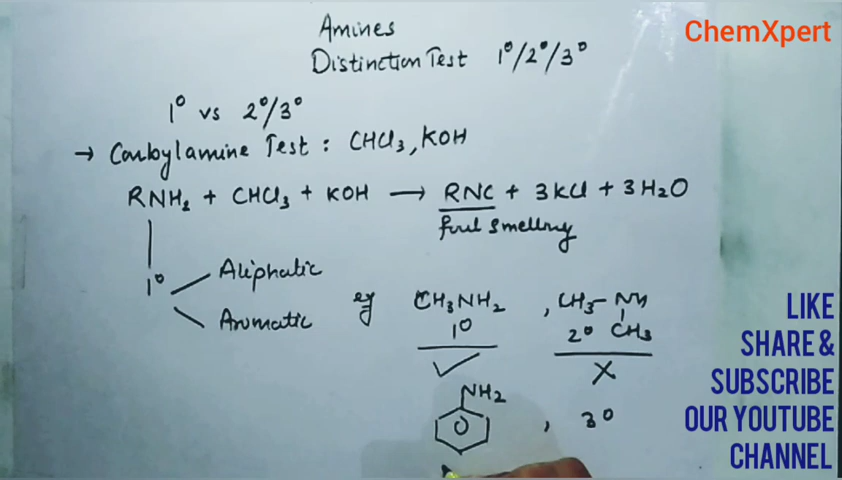 Amines
ChemXpert
Distinction Test 1°/2°/3°
1° vs 2°/3°
→ Carbylamine Test : CHCl3, KOH
RNH2 + CHCl3 + KOH → RNC + 3KCl + 3H2O
foul smelling
1° Aliphatic
Aromatic
eg CH3NH2 , CH3-NH
1° 2° CH3
✓ X
NH2
, 3°
LIKE
SHARE &
SUBSCRIBE
OUR YOUTUBE
CHANNEL